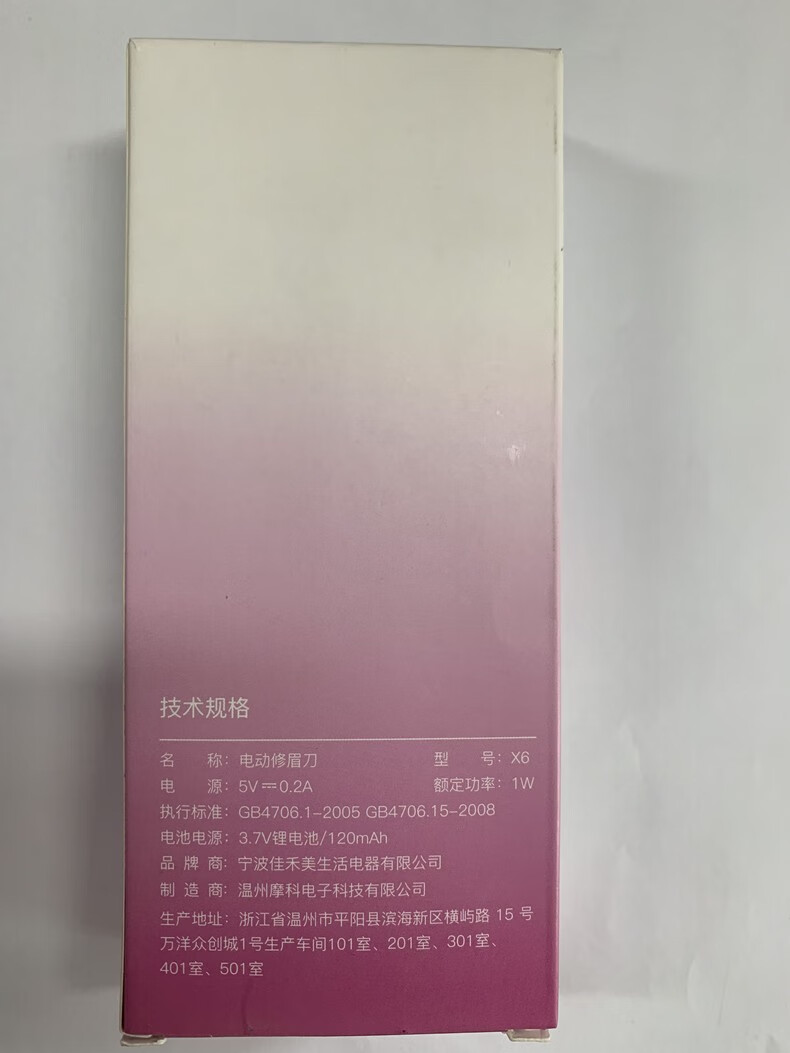 技术规格
名 称：电动修眉刀 型 号：X6
电 源：5V⎓0.2A 额定功率：1W
执行标准：GB4706.1-2005 GB4706.15-2008
电池电源：3.7V锂电池/120mAh
品 牌 商：宁波佳禾美生活电器有限公司
制 造 商：温州摩科电子科技有限公司
生产地址：浙江省温州市平阳县滨海新区横屿路 15 号
万洋众创城1号生产车间101室、201室、301室、
401室、501室